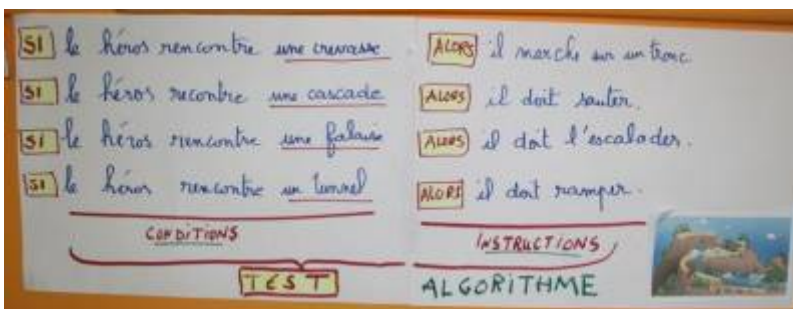 SI le héros rencontre une crevasse ALORS il marche sur un tronc.
SI le héros recontre une cascade ALORS il doit sauter.
SI le héros rencontre une falaise ALORS il doit l'escalader.
SI le héros rencontre un tunnel ALORS il doit ramper.
CONDITIONS INSTRUCTIONS
TEST ALGORITHME